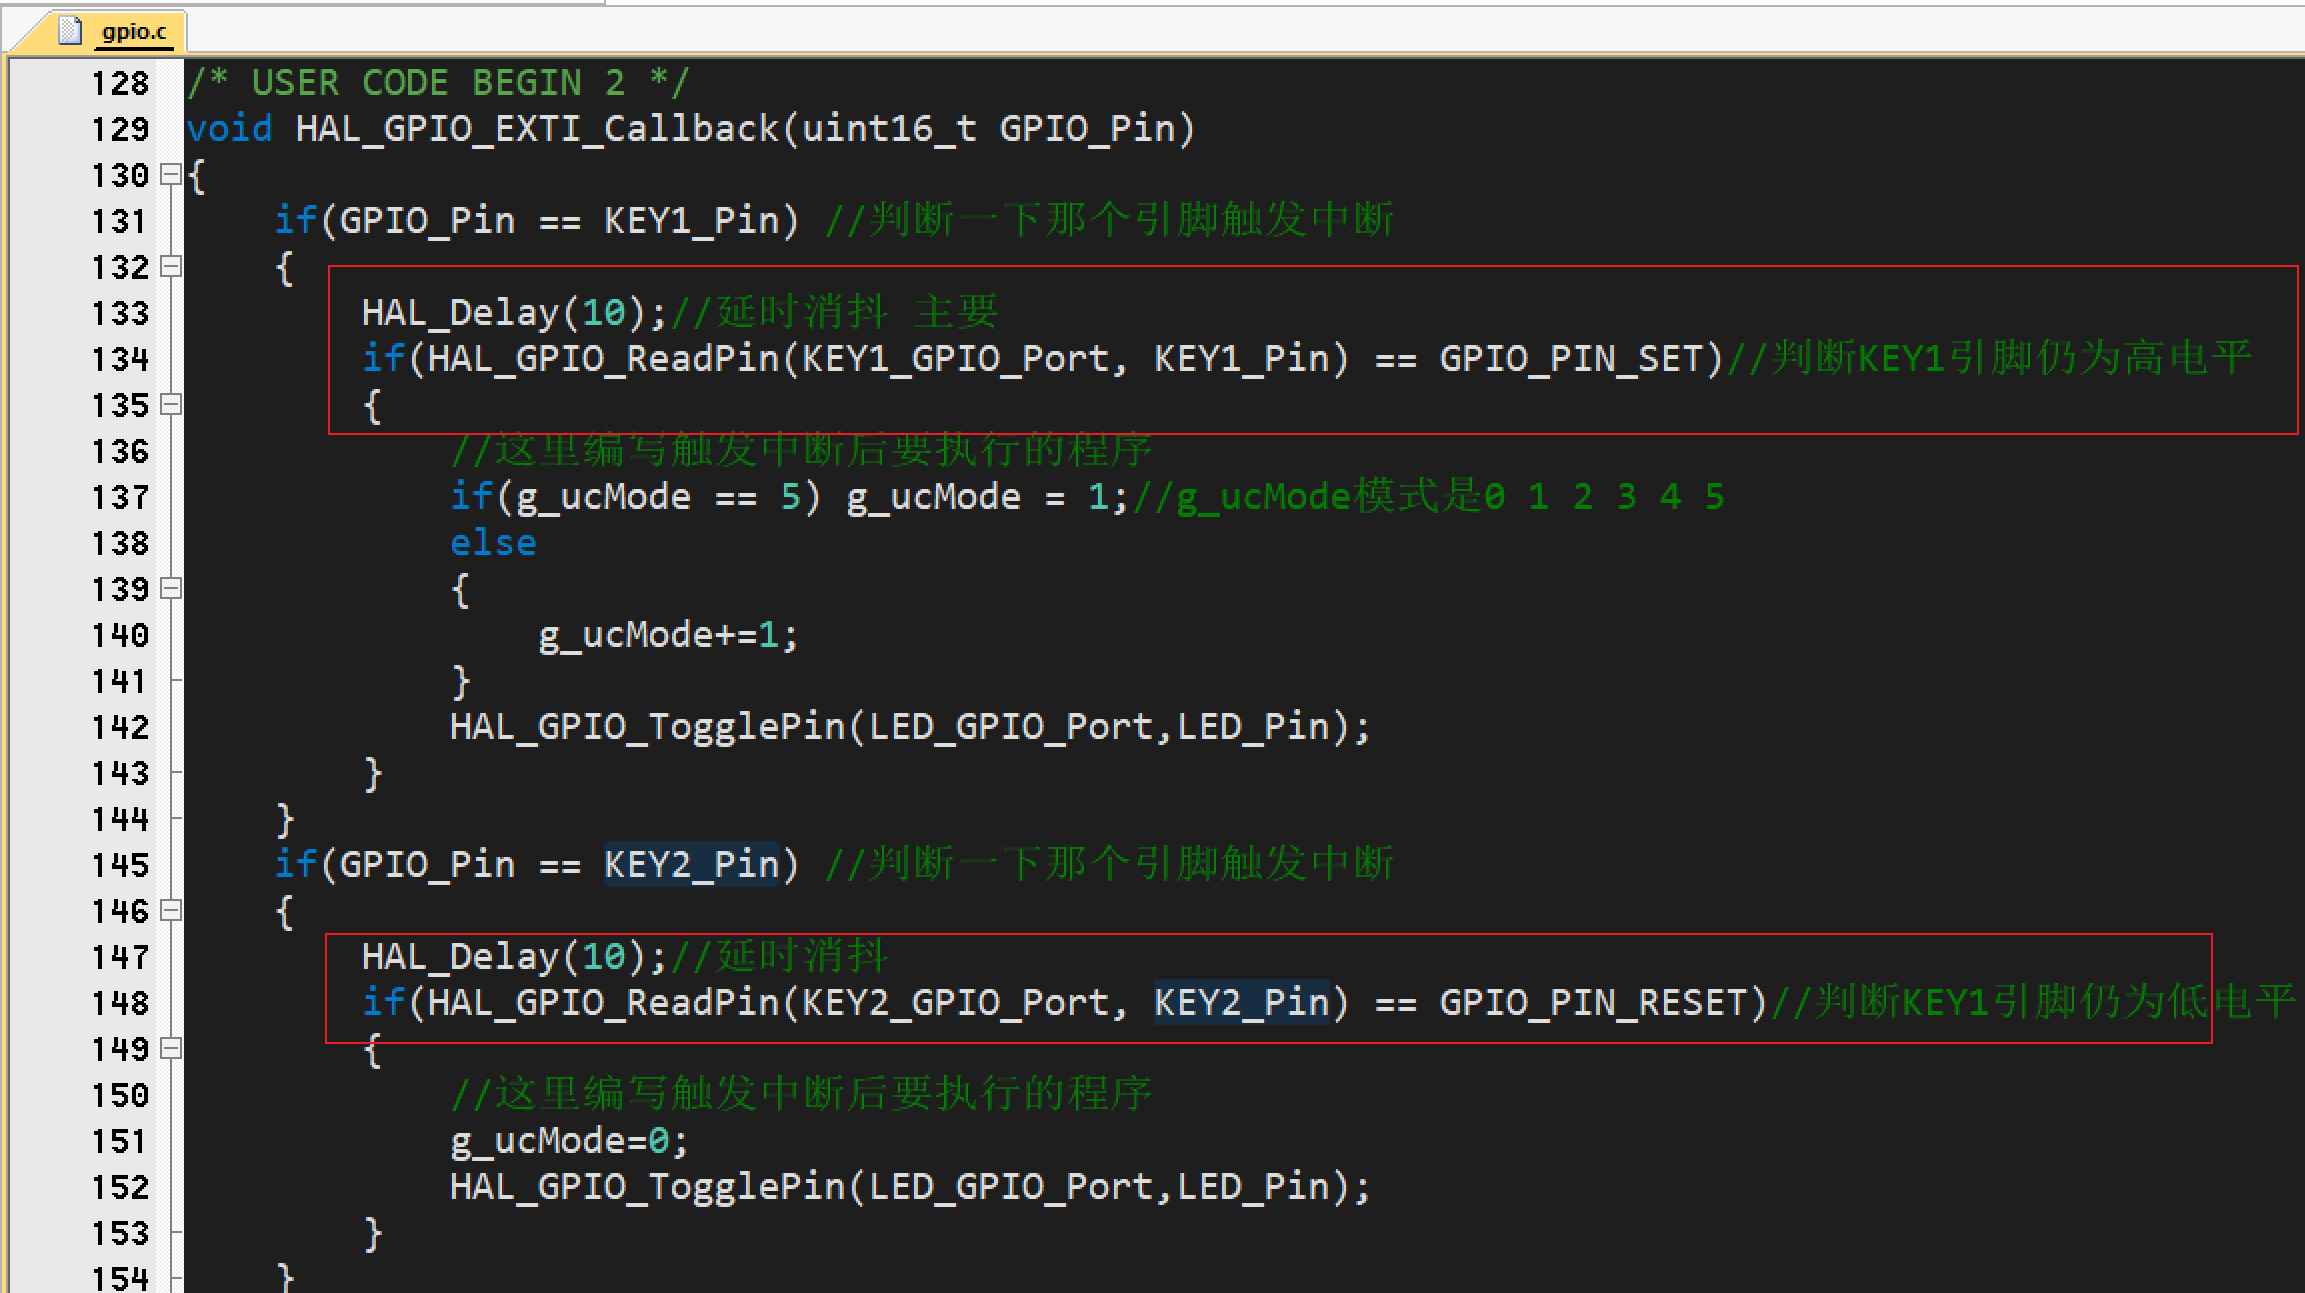 gpio.c
128 /* USER CODE BEGIN 2 */
129 void HAL_GPIO_EXTI_Callback(uint16_t GPIO_Pin)
130 {
131 if(GPIO_Pin == KEY1_Pin) //判断一下那个引脚触发中断
132 {
133 HAL_Delay(10);//延时消抖 主要
134 if(HAL_GPIO_ReadPin(KEY1_GPIO_Port, KEY1_Pin) == GPIO_PIN_SET)//判断KEY1引脚仍为高电平
135 {
136 //这里编写触发中断后要执行的程序
137 if(g_ucMode == 5) g_ucMode = 1;//g_ucMode模式是0 1 2 3 4 5
138 else
139 {
140 g_ucMode+=1;
141 }
142 HAL_GPIO_TogglePin(LED_GPIO_Port,LED_Pin);
143 }
144 }
145 if(GPIO_Pin == KEY2_Pin) //判断一下那个引脚触发中断
146 {
147 HAL_Delay(10);//延时消抖
148 if(HAL_GPIO_ReadPin(KEY2_GPIO_Port, KEY2_Pin) == GPIO_PIN_RESET)//判断KEY1引脚仍为低电平
149 {
150 //这里编写触发中断后要执行的程序
151 g_ucMode=0;
152 HAL_GPIO_TogglePin(LED_GPIO_Port,LED_Pin);
153 }
154 }